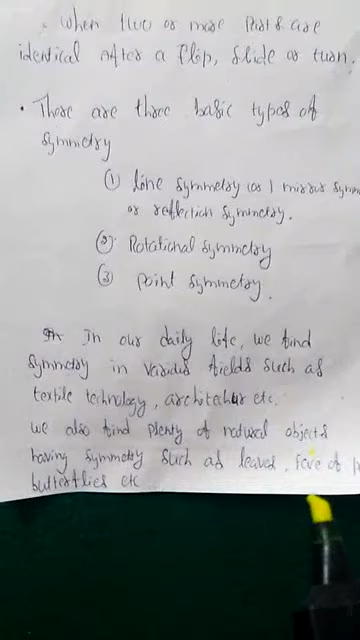 When two or more parts are
identical after a flip, slide or turn.
• There are three basic types of
symmetry
① Line symmetry (or) mirror symm
or reflection symmetry.
② Rotational symmetry
③ Point symmetry.
In our daily life, we find
symmetry in various fields such as
textile technology, architechur etc.
we also find plenty of natural objects
having symmetry such as leaves, of
butterflies etc